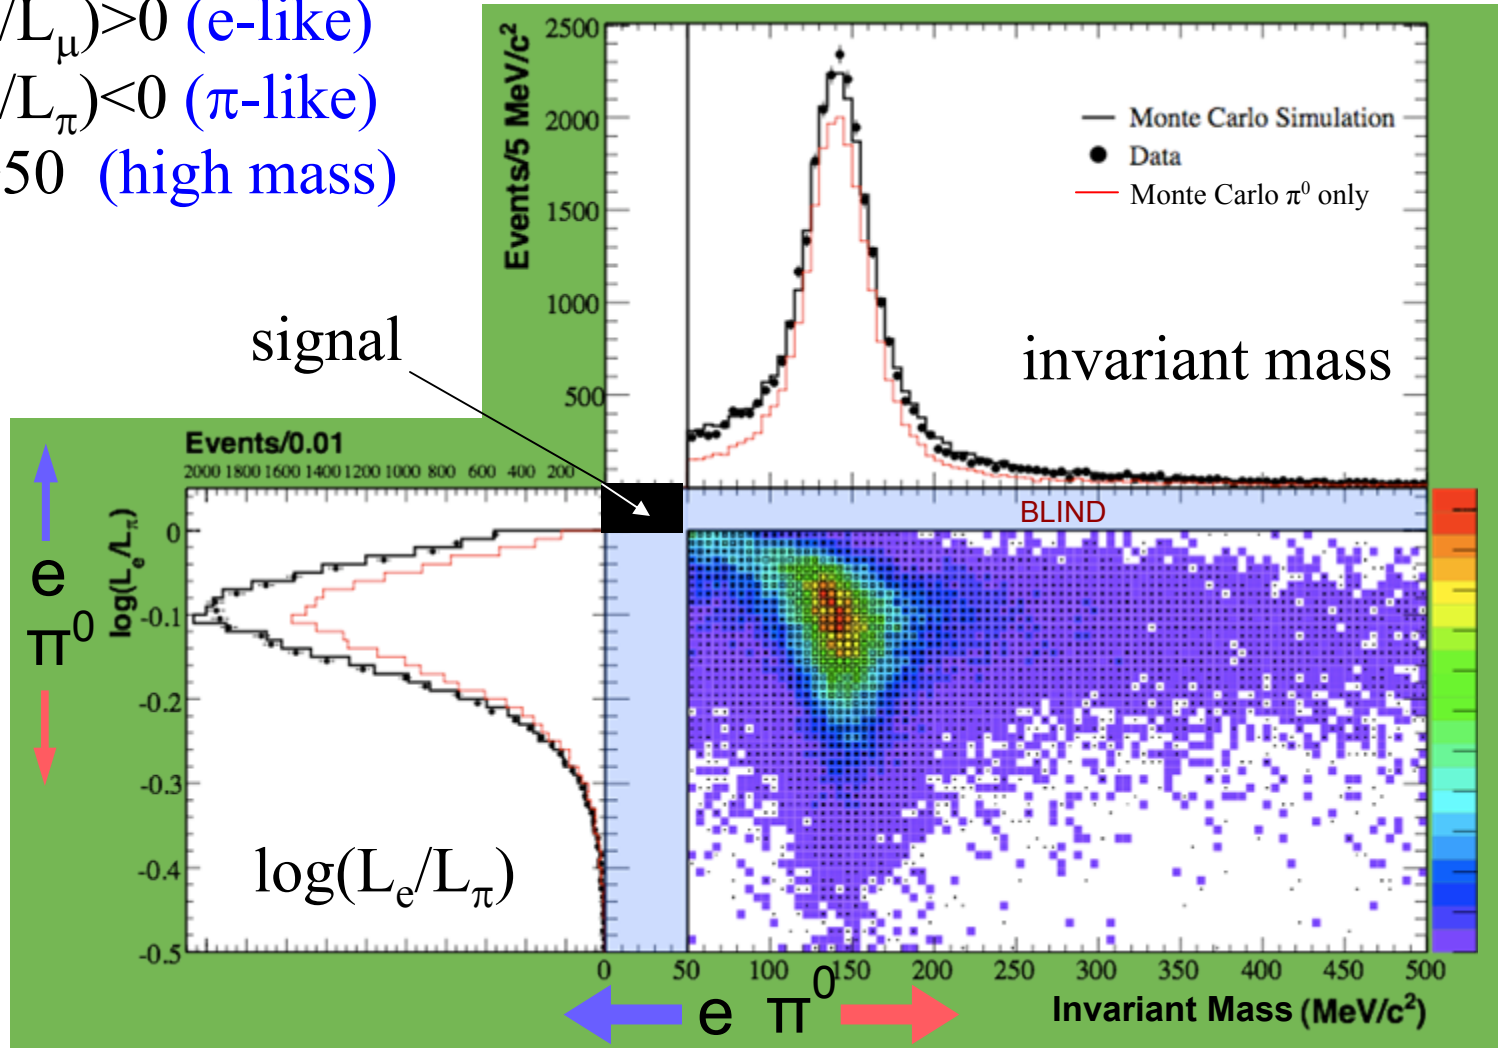 /Lμ)>0 (e-like)
/Lπ)<0 (π-like)
50 (high mass)
signal
Events/5 MeV/c²
2500
2000
1500
1000
500
Monte Carlo Simulation
Data
Monte Carlo π⁰ only
invariant mass
Events/0.01
2000 1800 1600 1400 1200 1000 800 600 400 200
log(Le/Lπ)
0
-0.1
-0.2
-0.3
-0.4
-0.5
e
π⁰
log(Le/Lπ)
BLIND
0 50 100 150 200 250 300 350 400 450 500
e π⁰
Invariant Mass (MeV/c²)